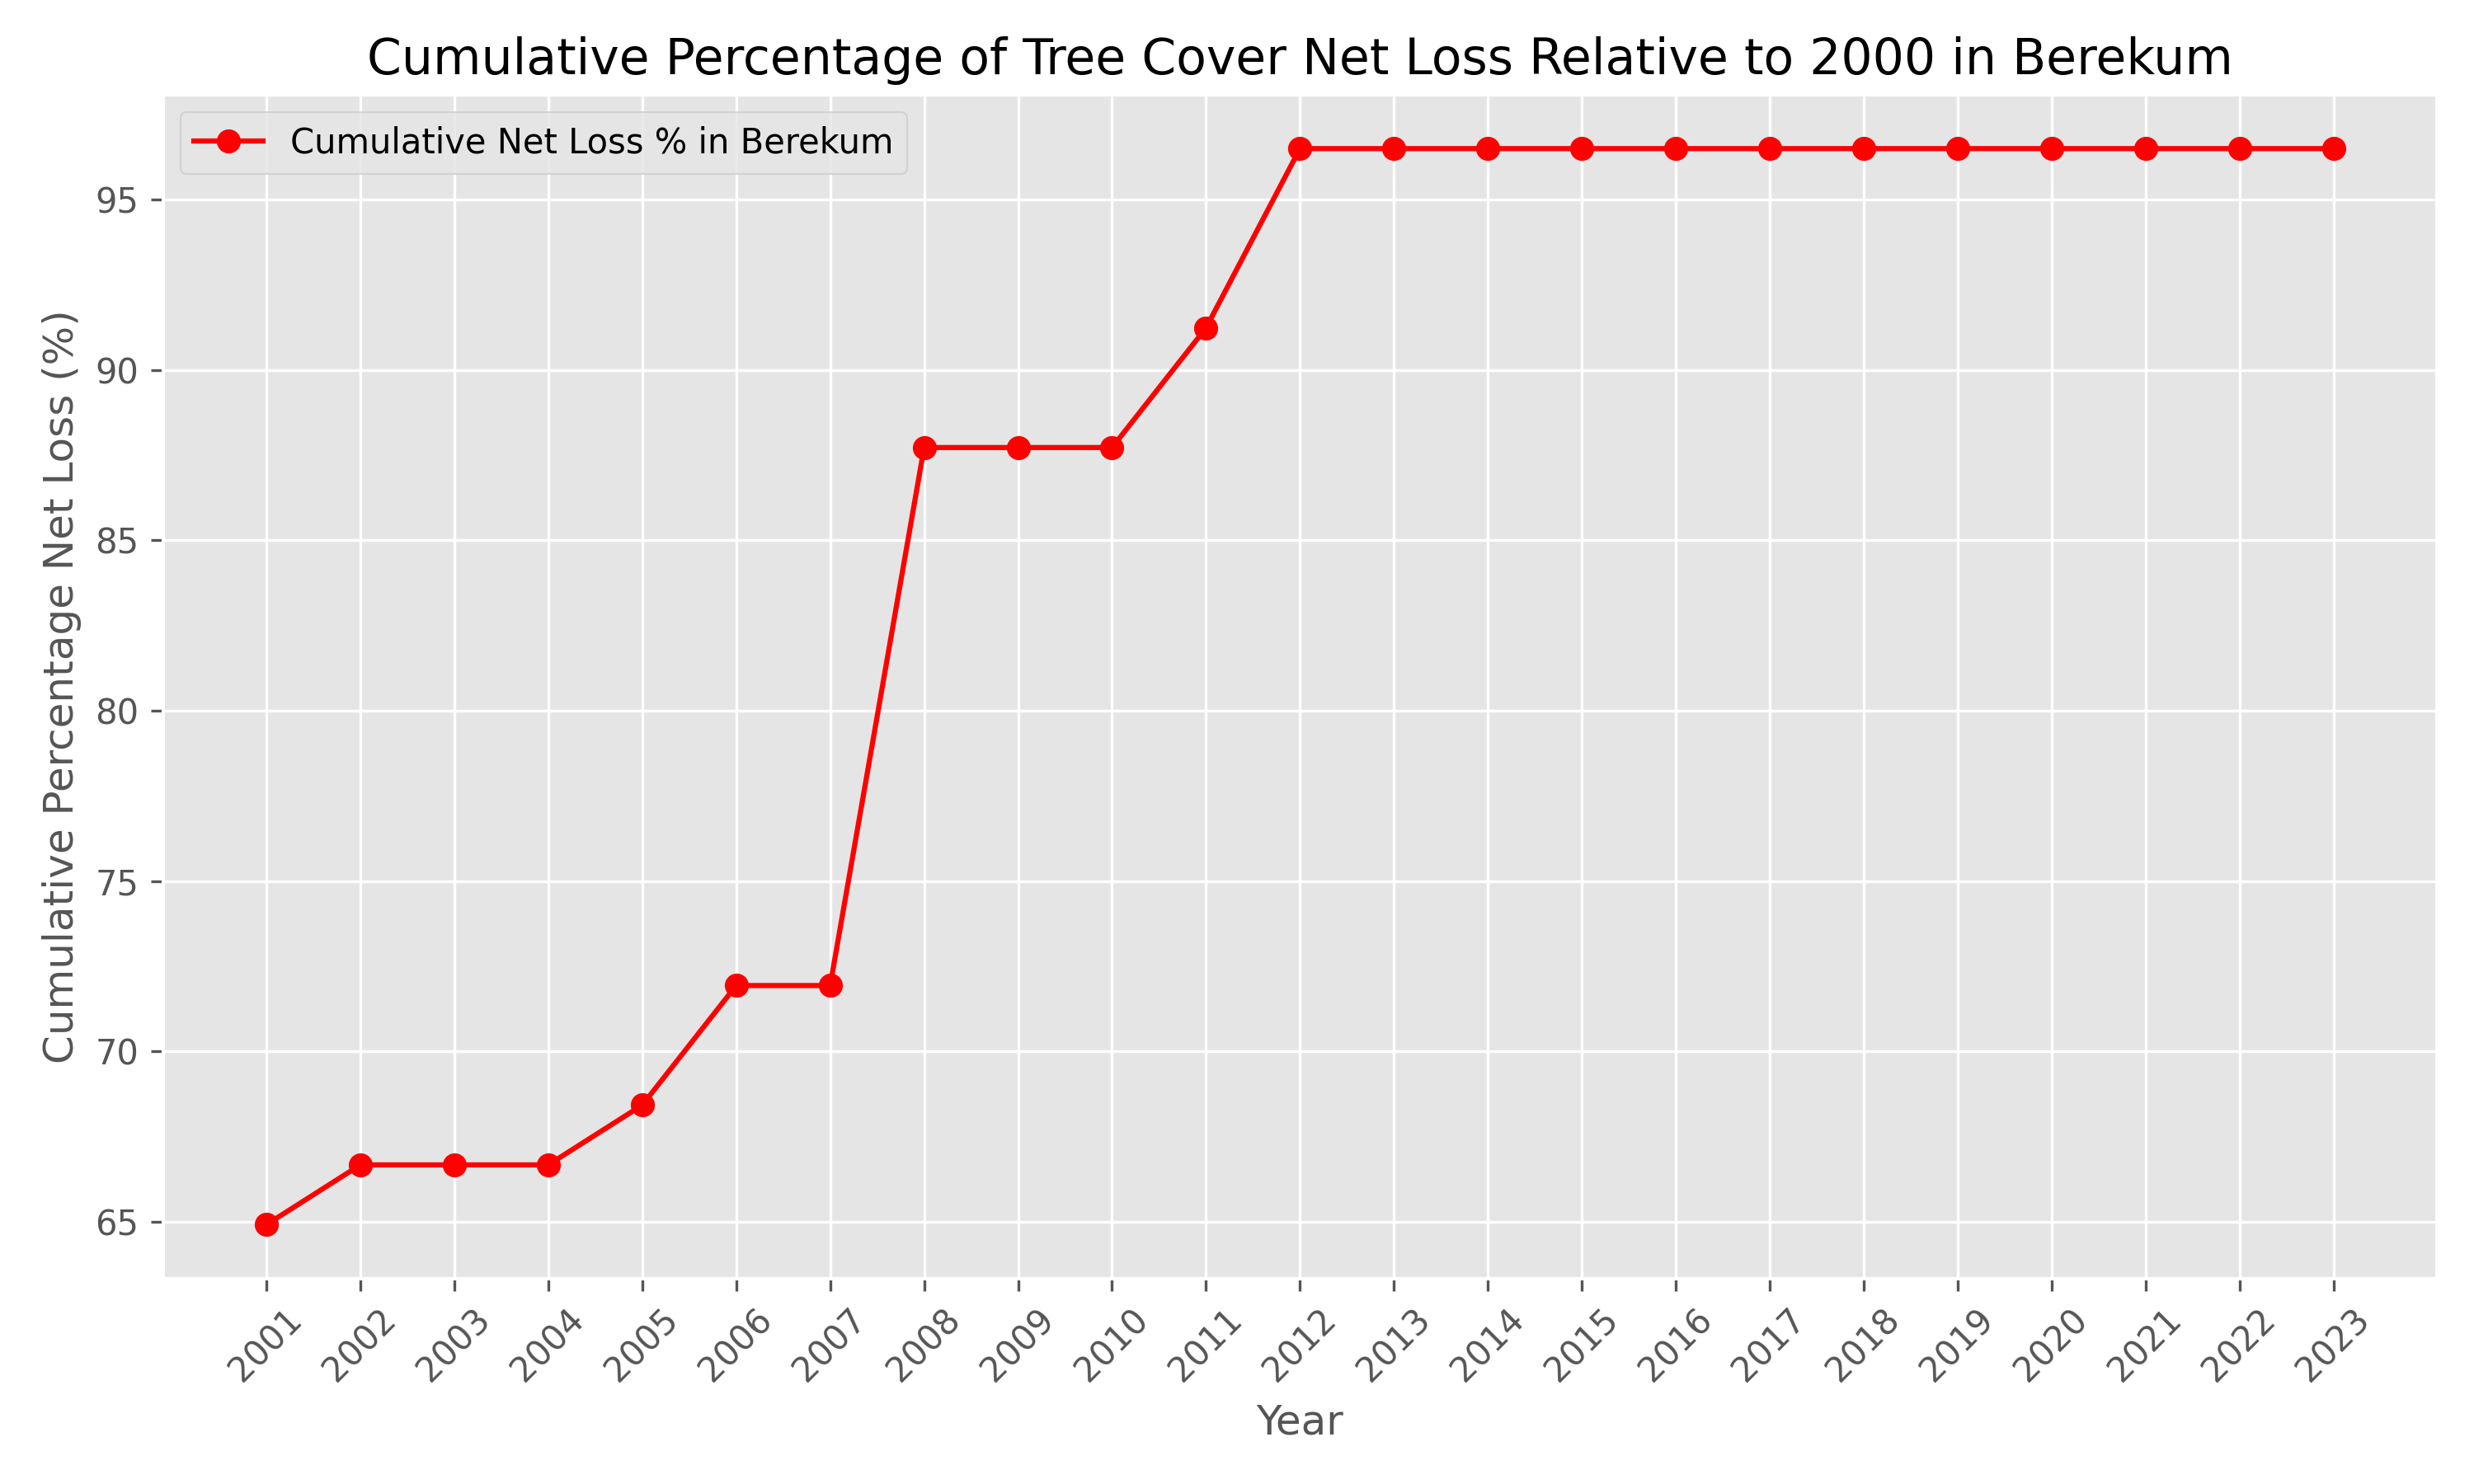 Cumulative Percentage of Tree Cover Net Loss Relative to 2000 in Berekum
Cumulative Net Loss % in Berekum
Cumulative Percentage Net Loss (%)
95
90
85
80
75
70
65
2001 2002 2003 2004 2005 2006 2007 2008 2009 2010 2011 2012 2013 2014 2015 2016 2017 2018 2019 2020 2021 2022 2023
Year